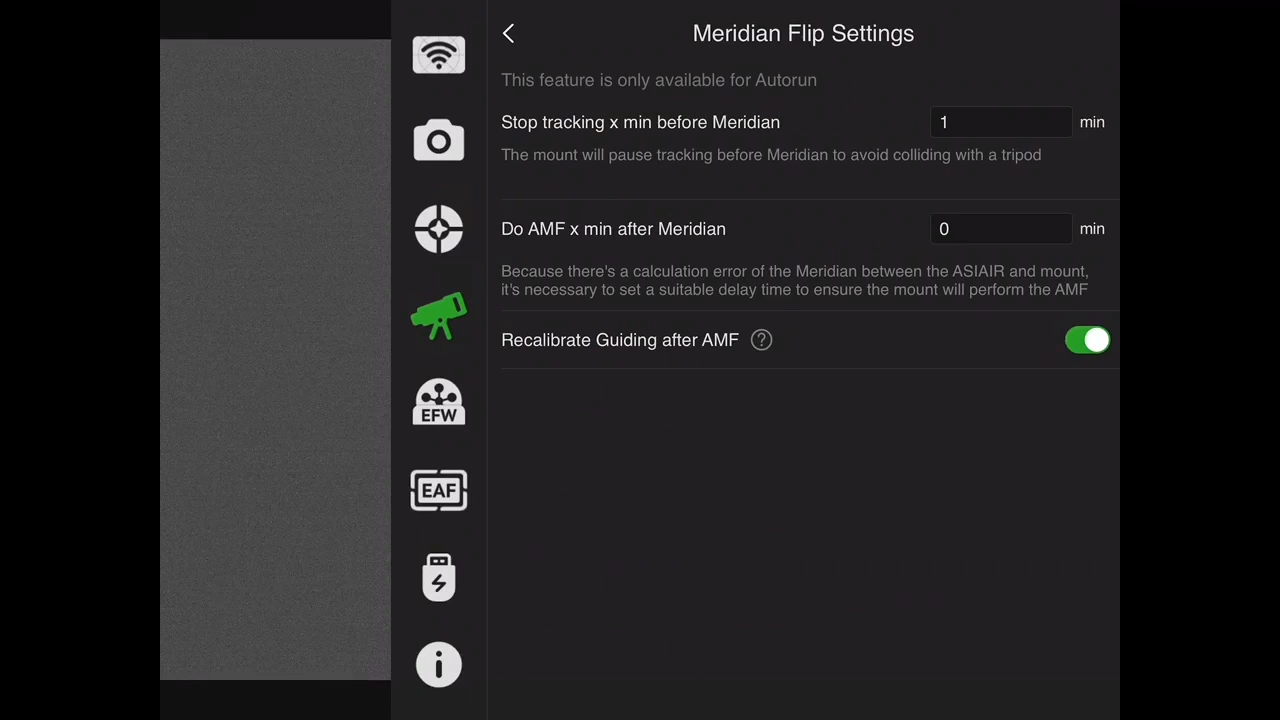 Meridian Flip Settings
This feature is only available for Autorun
Stop tracking x min before Meridian 1 min
The mount will pause tracking before Meridian to avoid colliding with a tripod
Do AMF x min after Meridian 0 min
Because there's a calculation error of the Meridian between the ASIAIR and mount,
it's necessary to set a suitable delay time to ensure the mount will perform the AMF
Recalibrate Guiding after AMF ?
EFW
EAF
i